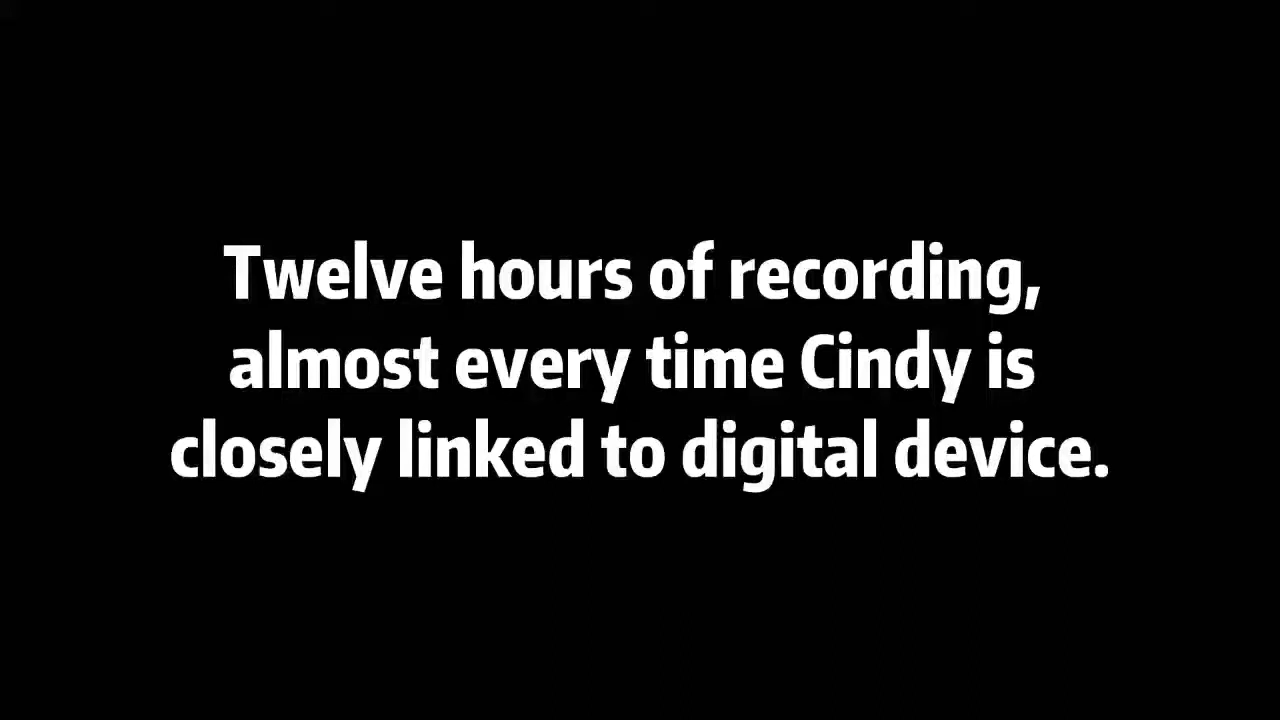 Twelve hours of recording,
almost every time Cindy is
closely linked to digital device.